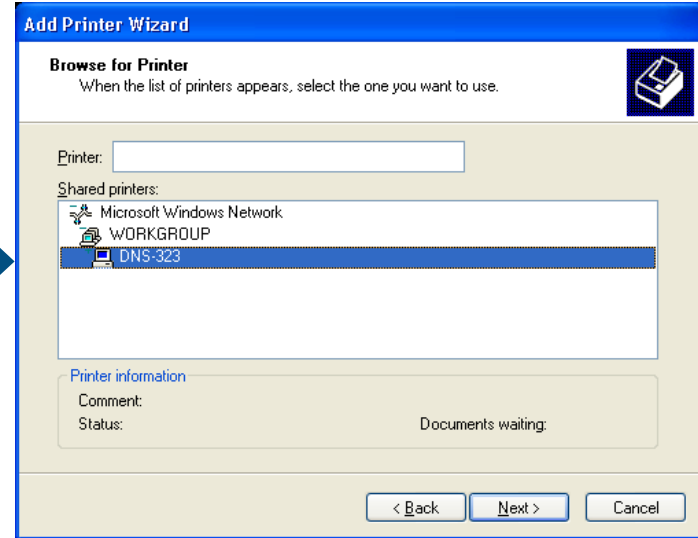 Add Printer Wizard
Browse for Printer
When the list of printers appears, select the one you want to use.
Printer:
Shared printers:
Microsoft Windows Network
WORKGROUP
DNS-323
Printer information
Comment:
Status: Documents waiting:
< Back Next > Cancel